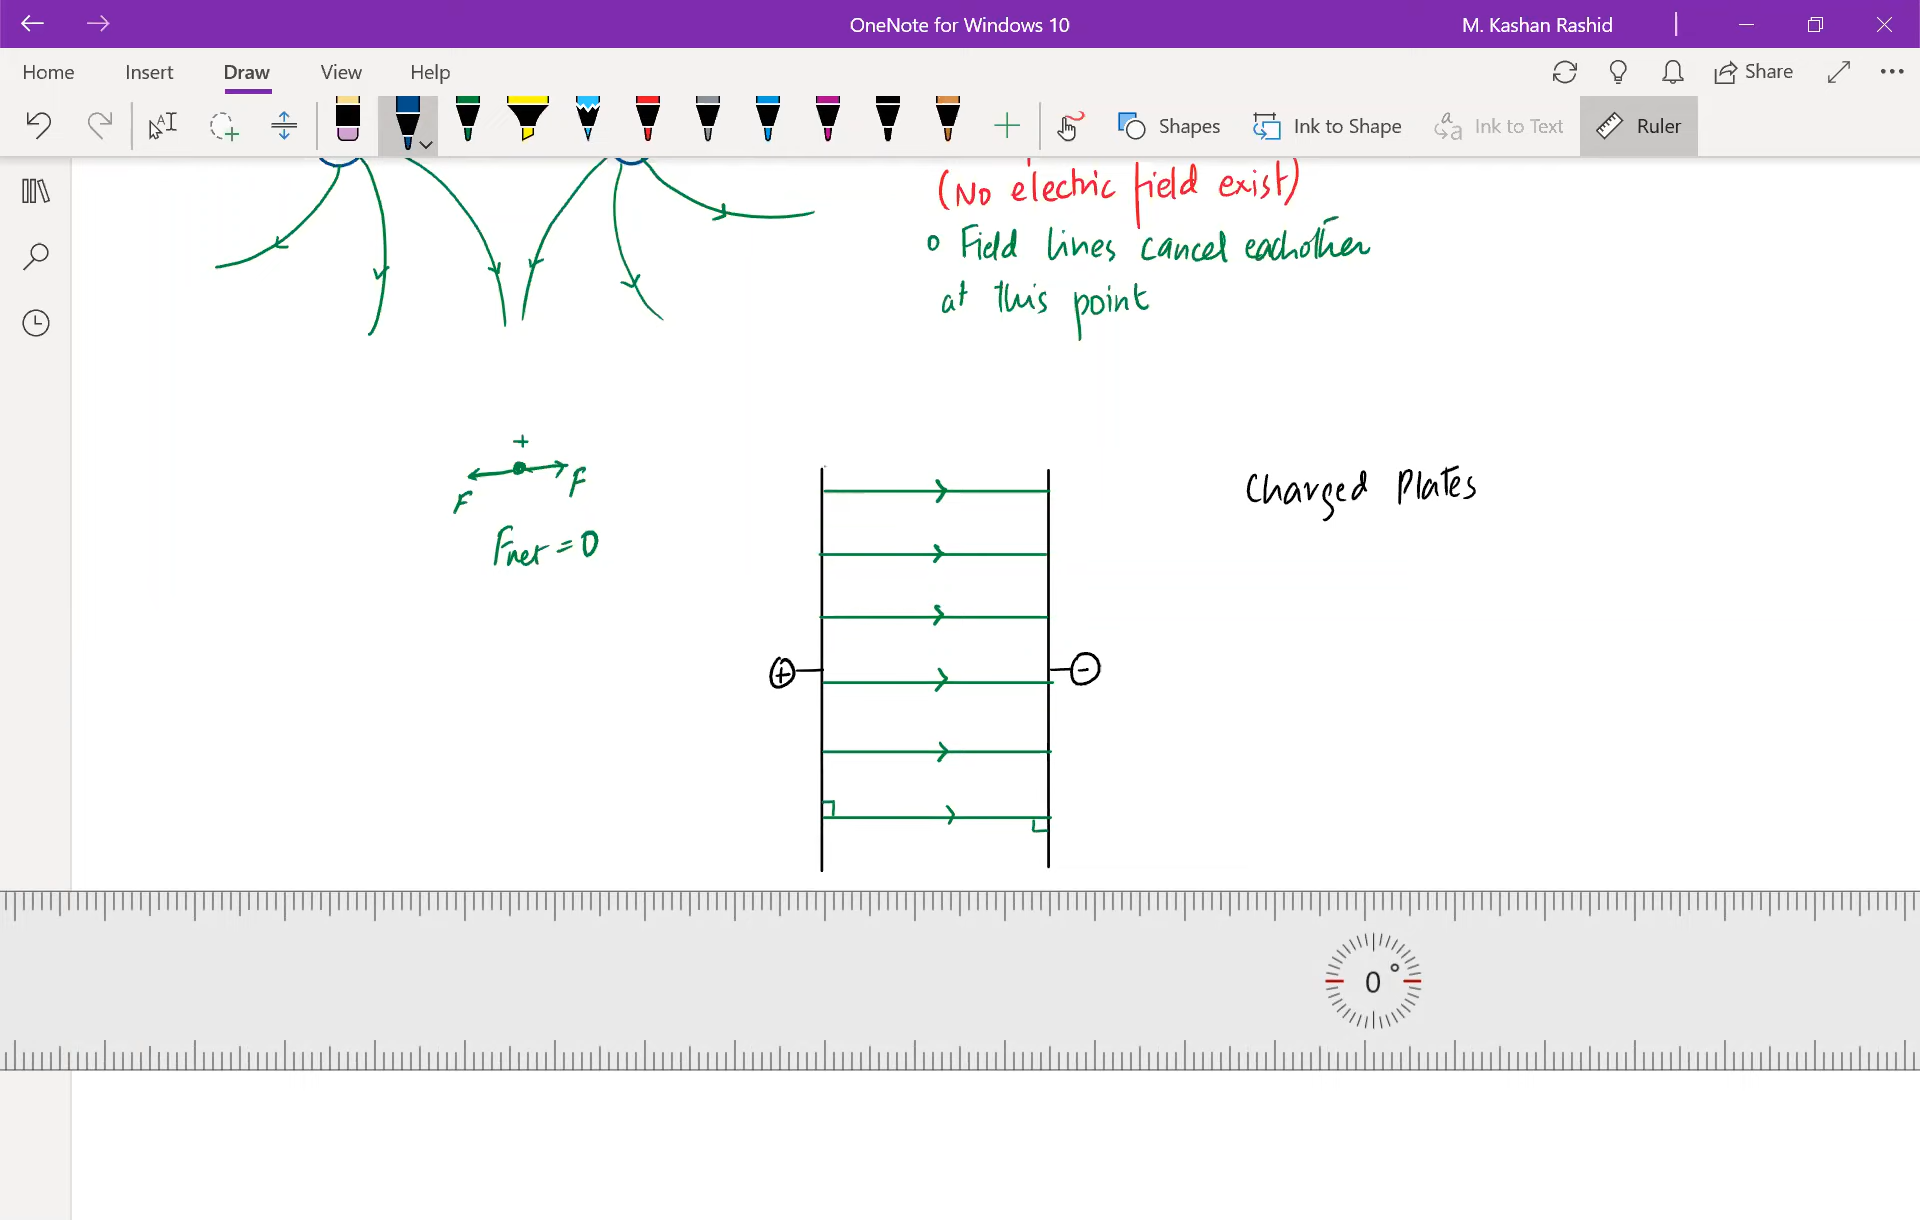 OneNote for Windows 10
M. Kashan Rashid
Home Insert Draw View Help
Share
Shapes Ink to Shape Ink to Text Ruler
(No electric field exist)
o Field lines cancel eachother
at this point
+
F F
Fnet = 0
Charged Plates
+ -
0°